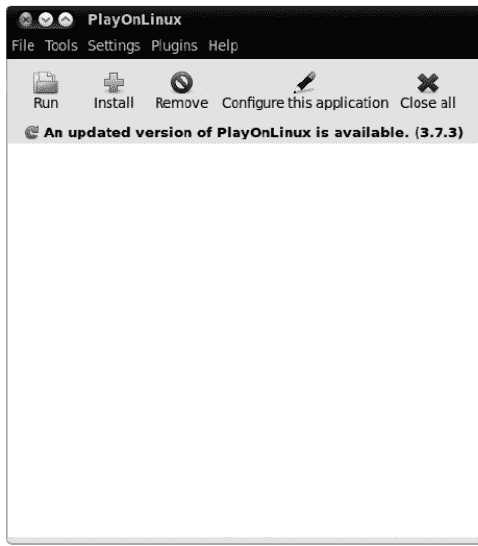 PlayOnLinux
File Tools Settings Plugins Help
Run Install Remove Configure this application Close all
An updated version of PlayOnLinux is available. (3.7.3)